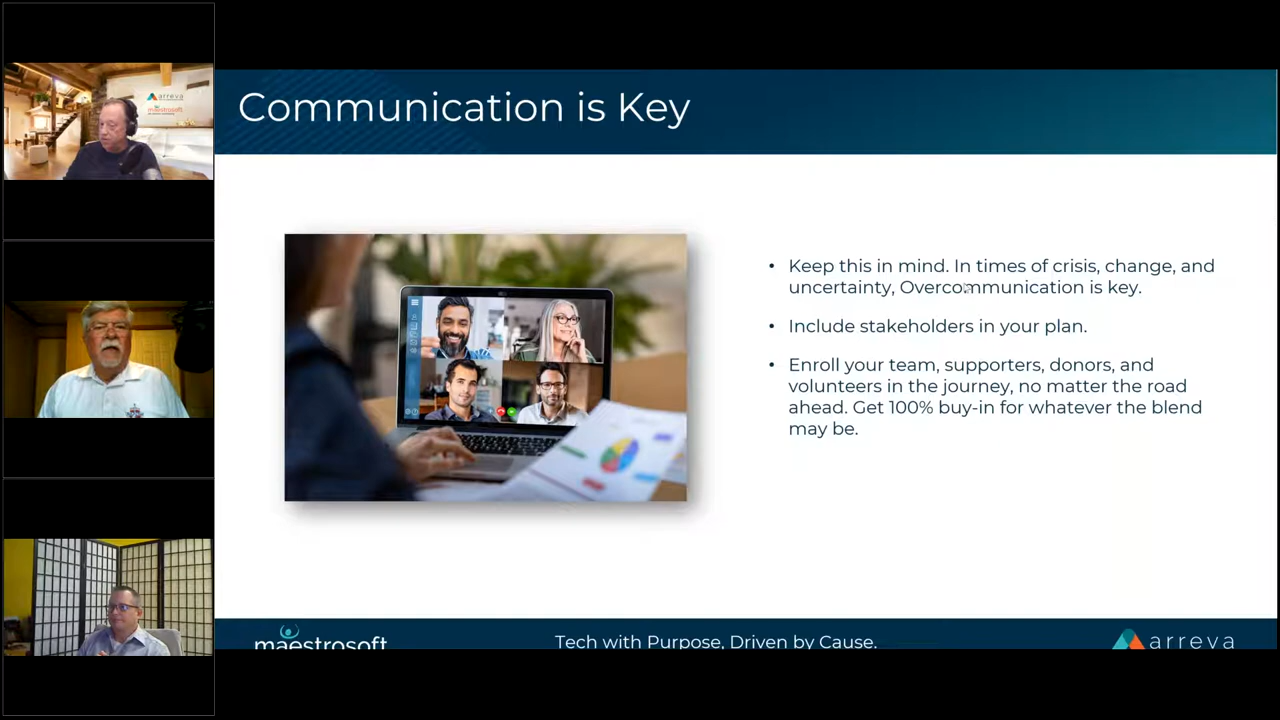 arreva
maestrosoft
Communication is Key
• Keep this in mind. In times of crisis, change, and
uncertainty, Overcommunication is key.
• Include stakeholders in your plan.
• Enroll your team, supporters, donors, and
volunteers in the journey, no matter the road
ahead. Get 100% buy-in for whatever the blend
may be.
maestrosoft
Tech with Purpose, Driven by Cause.
arreva